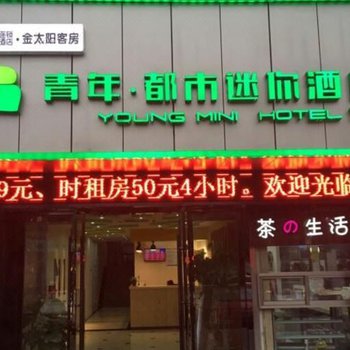 ·金太阳客房
青年·都市迷你酒
YOUNG MINI HOTEL
9元、时租房50元4小时。欢迎光临
茶の生活